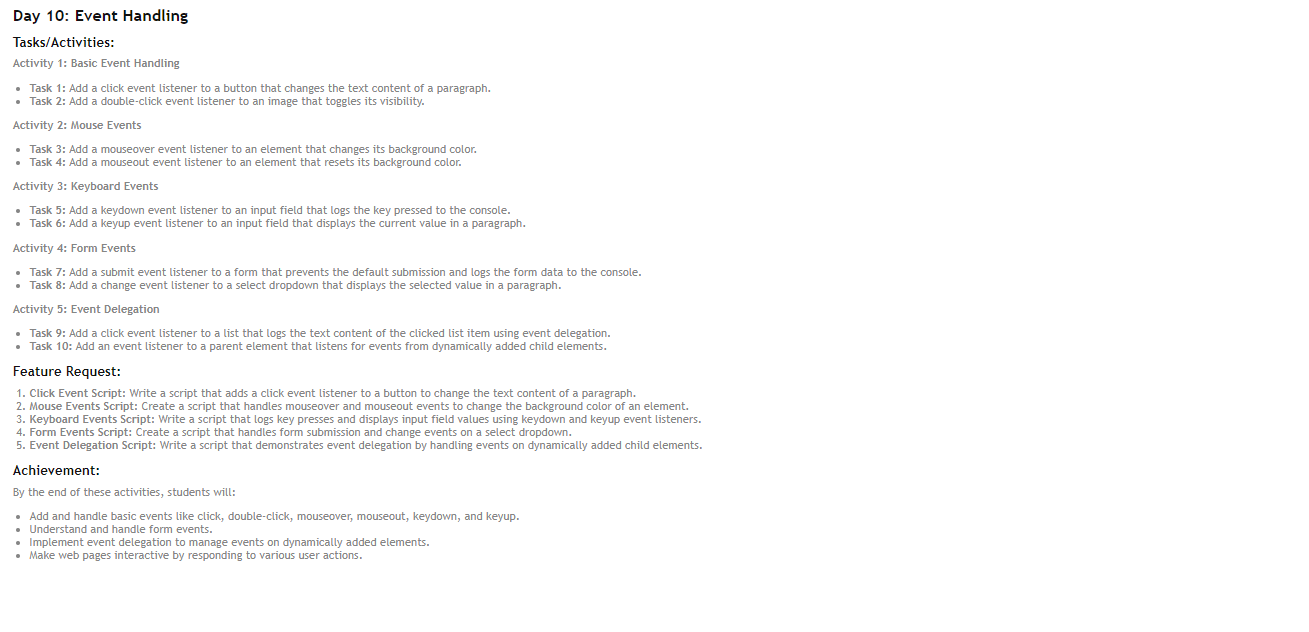 Day 10: Event Handling
Tasks/Activities:
Activity 1: Basic Event Handling
• Task 1: Add a click event listener to a button that changes the text content of a paragraph.
• Task 2: Add a double-click event listener to an image that toggles its visibility.
Activity 2: Mouse Events
• Task 3: Add a mouseover event listener to an element that changes its background color.
• Task 4: Add a mouseout event listener to an element that resets its background color.
Activity 3: Keyboard Events
• Task 5: Add a keydown event listener to an input field that logs the key pressed to the console.
• Task 6: Add a keyup event listener to an input field that displays the current value in a paragraph.
Activity 4: Form Events
• Task 7: Add a submit event listener to a form that prevents the default submission and logs the form data to the console.
• Task 8: Add a change event listener to a select dropdown that displays the selected value in a paragraph.
Activity 5: Event Delegation
• Task 9: Add a click event listener to a list that logs the text content of the clicked list item using event delegation.
• Task 10: Add an event listener to a parent element that listens for events from dynamically added child elements.
Feature Request:
1. Click Event Script: Write a script that adds a click event listener to a button to change the text content of a paragraph.
2. Mouse Events Script: Create a script that handles mouseover and mouseout events to change the background color of an element.
3. Keyboard Events Script: Write a script that logs key presses and displays input field values using keydown and keyup event listeners.
4. Form Events Script: Create a script that handles form submission and change events on a select dropdown.
5. Event Delegation Script: Write a script that demonstrates event delegation by handling events on dynamically added child elements.
Achievement:
By the end of these activities, students will:
• Add and handle basic events like click, double-click, mouseover, mouseout, keydown, and keyup.
• Understand and handle form events.
• Implement event delegation to manage events on dynamically added elements.
• Make web pages interactive by responding to various user actions.